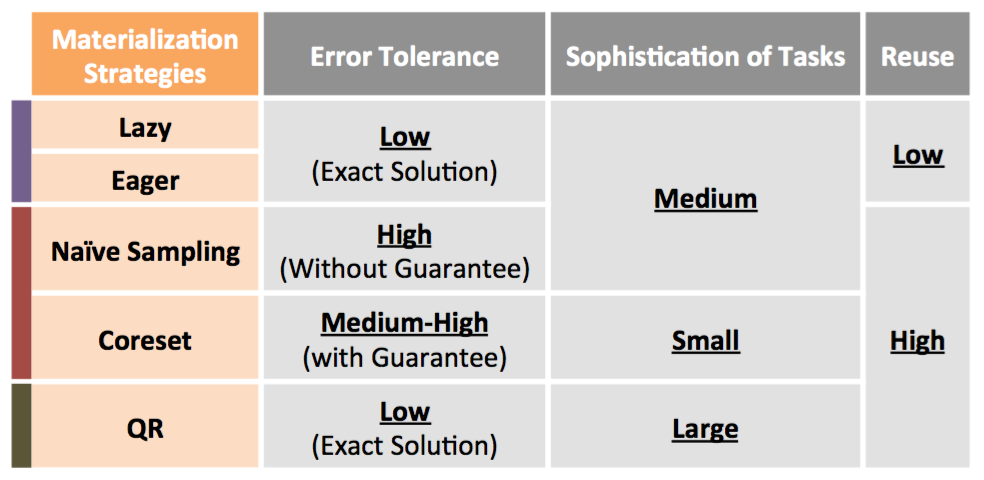 Materialization
Strategies
Error Tolerance
Sophistication of Tasks
Reuse
Lazy
Low
(Exact Solution)
Medium
Low
Eager
Naïve Sampling
High
(Without Guarantee)
High
Coreset
Medium-High
(with Guarantee)
Small
QR
Low
(Exact Solution)
Large